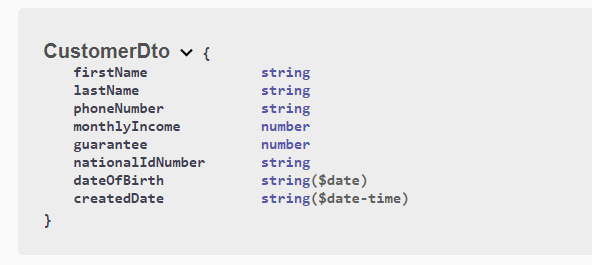 CustomerDto {
firstName string
lastName string
phoneNumber string
monthlyIncome number
guarantee number
nationalIdNumber string
dateOfBirth string($date)
createdDate string($date-time)
}